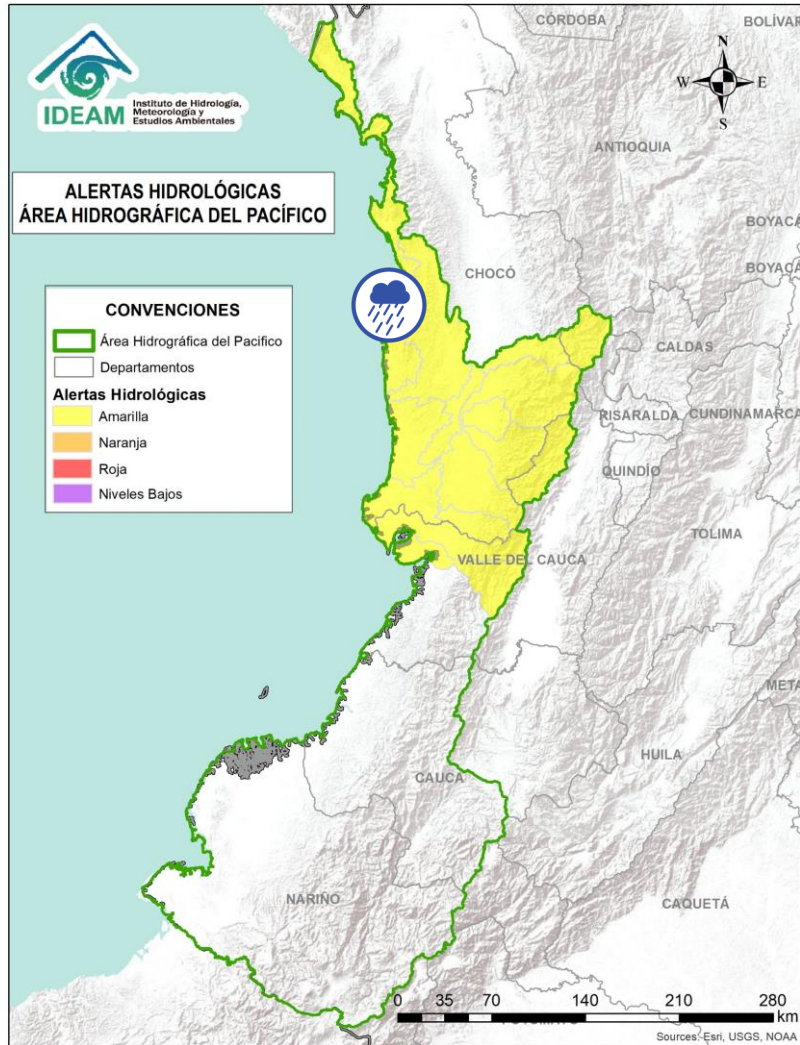 IDEAM
Instituto de Hidrología,
Meteorología y
Estudios Ambientales
ALERTAS HIDROLÓGICAS
ÁREA HIDROGRÁFICA DEL PACÍFICO
CONVENCIONES
Área Hidrográfica del Pacifico
Departamentos
Alertas Hidrológicas
Amarilla
Naranja
Roja
Niveles Bajos
N
W E
S
CÓRDOBA
BOLÍVAR
ANTIOQUIA
BOYACÁ
BOYACÁ
CHOCÓ
CALDAS
RISARALDA
CUNDINAMARCA
QUINDÍO
TOLIMA
VALLE DEL CAUCA
META
HUILA
CAUCA
NARIÑO
CAQUETÁ
0 35 70 140 210 280
km
Sources: Esri, USGS, NOAA